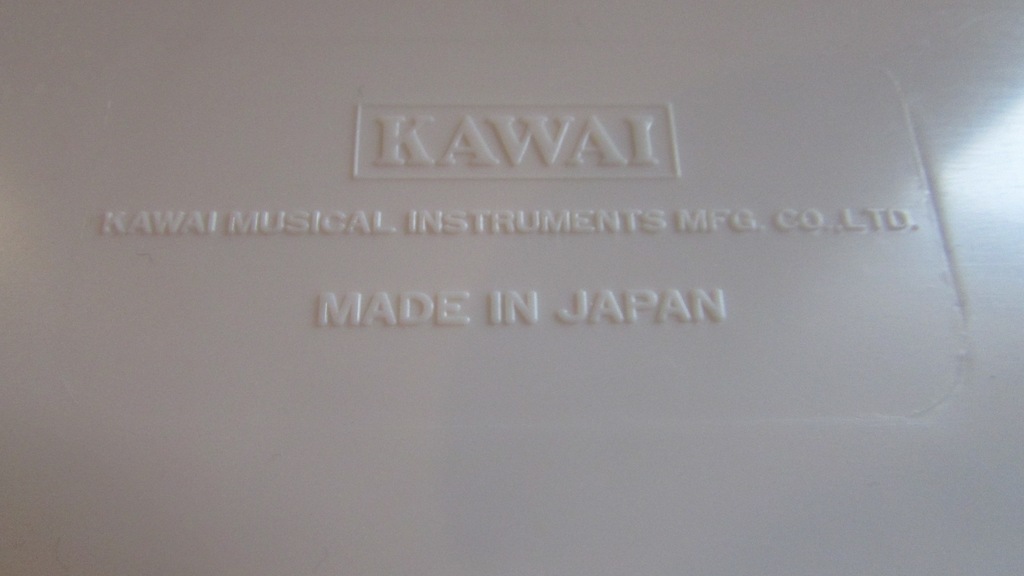 KAWAI
KAWAI MUSICAL INSTRUMENTS MFG. CO.,LTD.
MADE IN JAPAN